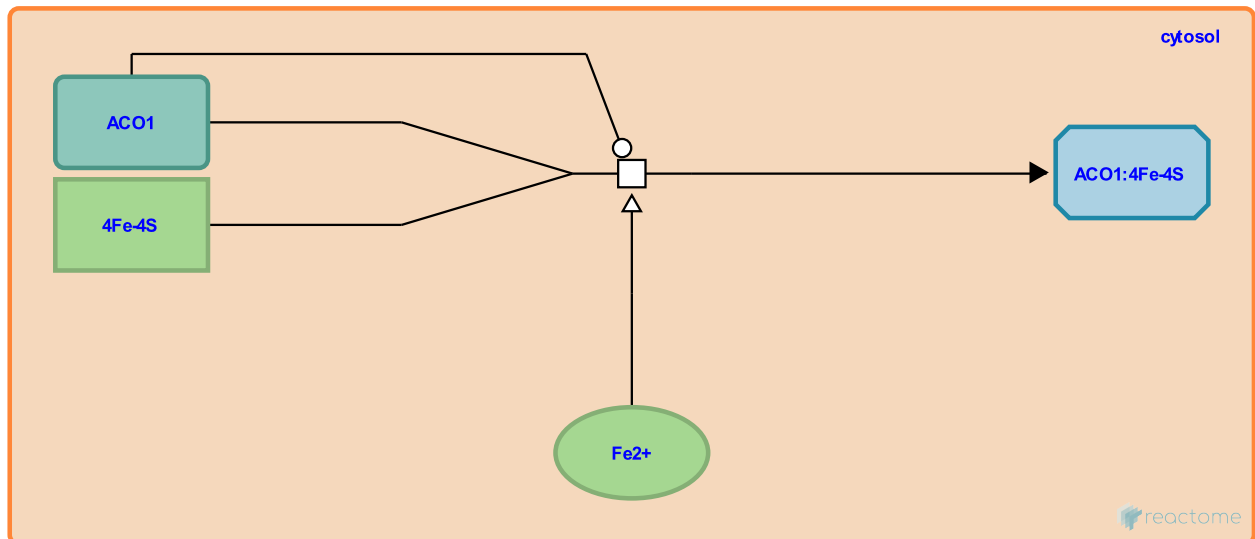 cytosol
ACO1
4Fe-4S
ACO1:4Fe-4S
Fe2+
reactome